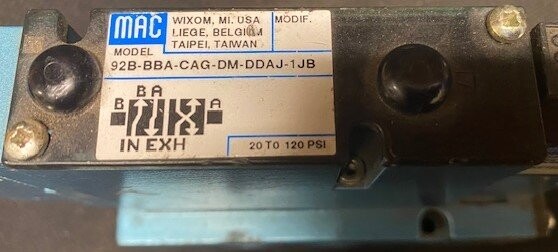 MAC
WIXOM, MI. USA
LIEGE, BELGIUM
TAIPEI, TAIWAN
MODIF.
MODEL
92B-BBA-CAG-DM-DDAJ-1JB
B A
B A
IN EXH
20 TO 120 PSI